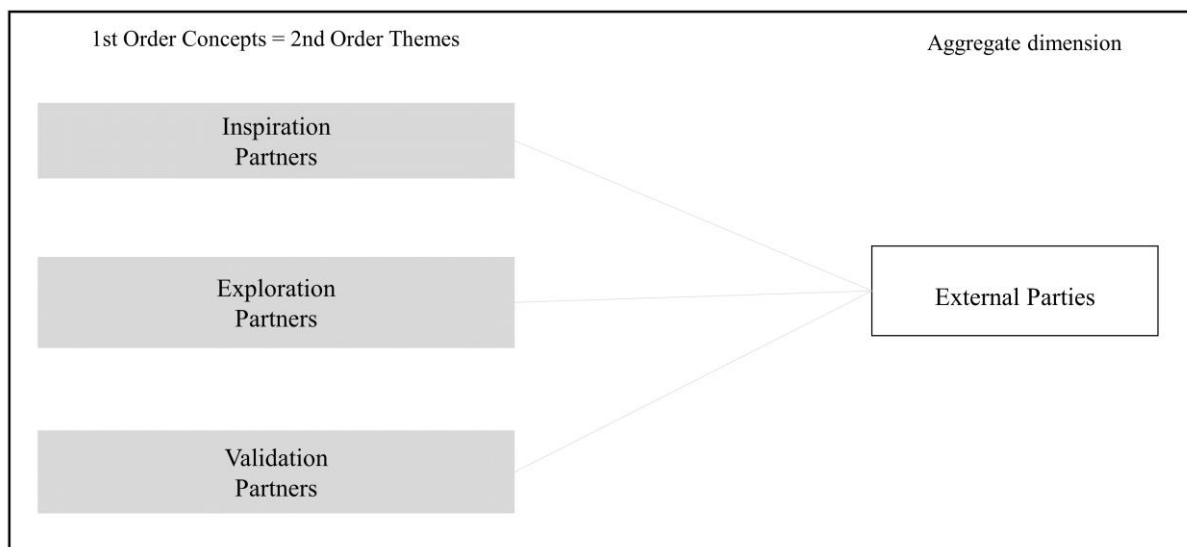 1st Order Concepts = 2nd Order Themes
Aggregate dimension
Inspiration
Partners
Exploration
Partners
External Parties
Validation
Partners